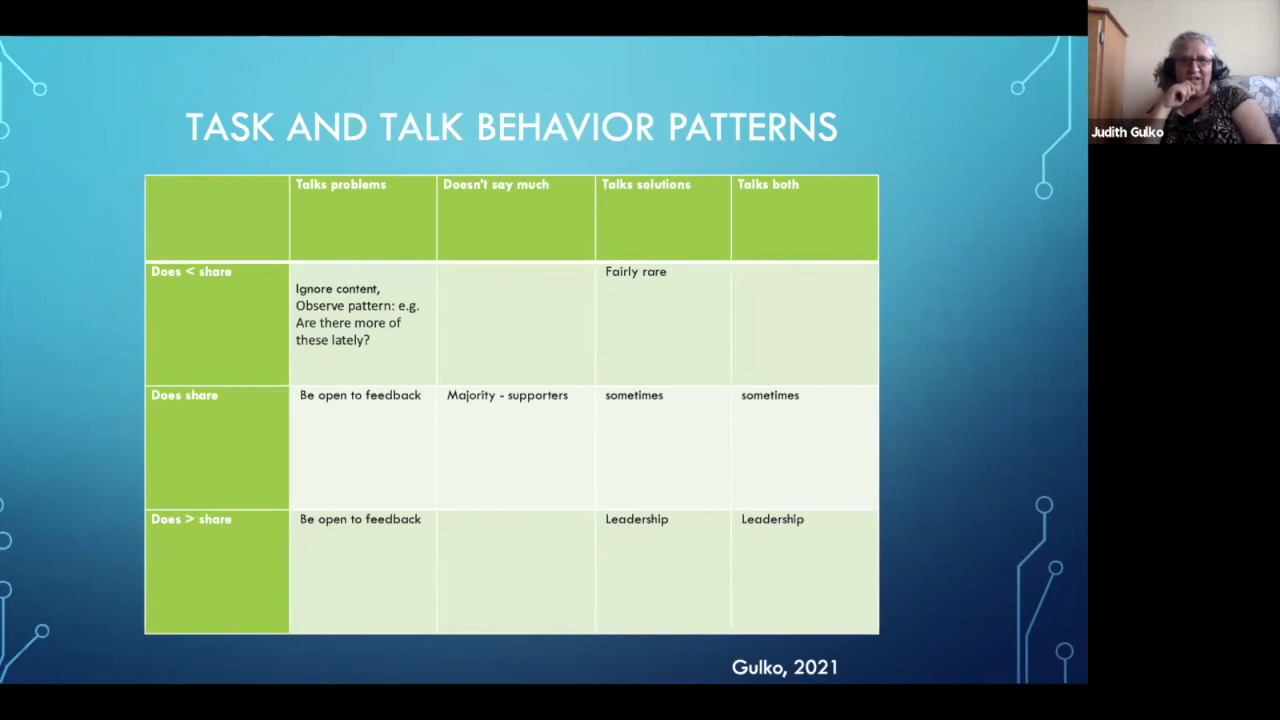 TASK AND TALK BEHAVIOR PATTERNS
Judith Gulko
Talks problems
Doesn't say much
Talks solutions
Talks both
Does < share
Ignore content,
Observe pattern: e.g.
Are there more of
these lately?
Fairly rare
Does share
Be open to feedback
Majority - supporters
sometimes
sometimes
Does > share
Be open to feedback
Leadership
Leadership
Gulko, 2021